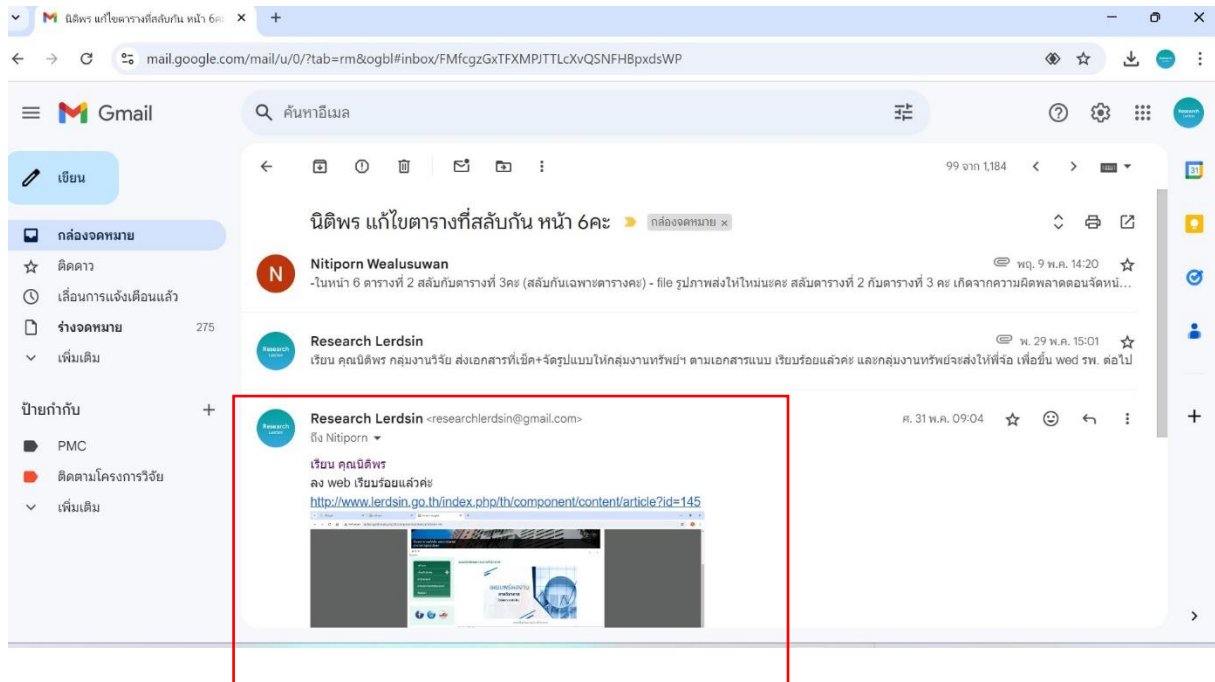 นิติพร แก้ไขตารางที่สลับกัน หน้า 6คะ
mail.google.com/mail/u/0/?tab=rm&ogbl#inbox/FMfcgzGxTFXMPJTTLcXvQSNFHBpxdsWP
Gmail
ค้นหาอีเมล
เขียน
99 จาก 1,184
กล่องจดหมาย
ติดดาว
เลื่อนการแจ้งเตือนแล้ว
ร่างจดหมาย 275
เพิ่มเติม
ป้ายกำกับ
PMC
ติดตามโครงการวิจัย
เพิ่มเติม
นิติพร แก้ไขตารางที่สลับกัน หน้า 6คะ กล่องจดหมาย ×
N
Nitiporn Wealusuwan พฤ. 9 พ.ค. 14:20
-ในหน้า 6 ตารางที่ 2 สลับกับตารางที่ 3คะ (สลับกันเฉพาะตารางคะ) - file รูปภาพส่งให้ใหม่นะคะ สลับตารางที่ 2 กับตารางที่ 3 คะ เกิดจากความผิดพลาดตอนจัดหน้...
Research Lerdsin พ. 29 พ.ค. 15:01
เรียน คุณนิติพร กลุ่มงานวิจัย ส่งเอกสารที่เช็ค+จัดรูปแบบให้กลุ่มงานทรัพย์ฯ ตามเอกสารแนบ เรียบร้อยแล้วค่ะ และกลุ่มงานทรัพย์จะส่งให้พี่จ๋อ เพื่อขึ้น wed รพ. ต่อไป
Research Lerdsin <researchlerdsin@gmail.com> ศ. 31 พ.ค. 09:04
ถึง Nitiporn
เรียน คุณนิติพร
ลง web เรียบร้อยแล้วค่ะ
http://www.lerdsin.go.th/index.php/th/component/content/article?id=145
31